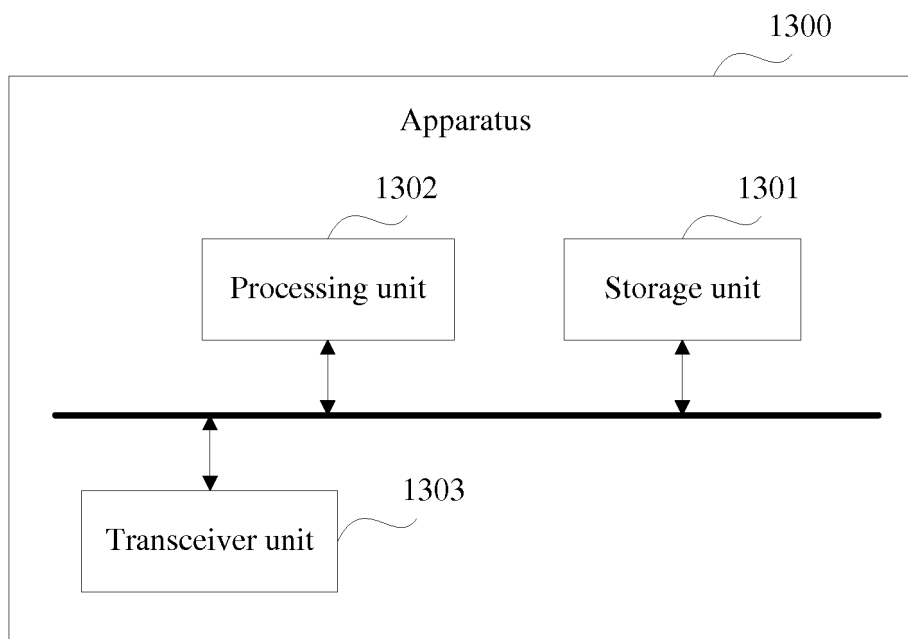 1300
Apparatus
1302
1301
Processing unit
Storage unit
1303
Transceiver unit